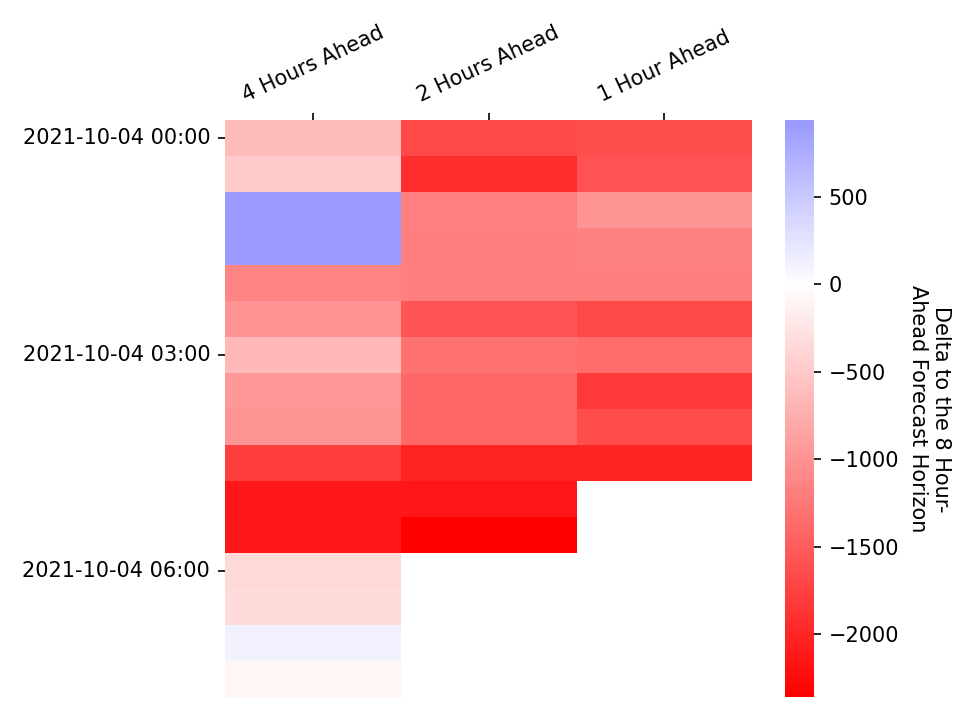 4 Hours Ahead
2 Hours Ahead
1 Hour Ahead
2021-10-04 00:00
2021-10-04 03:00
2021-10-04 06:00
500
0
−500
−1000
−1500
−2000
Delta to the 8 Hour-
Ahead Forecast Horizon